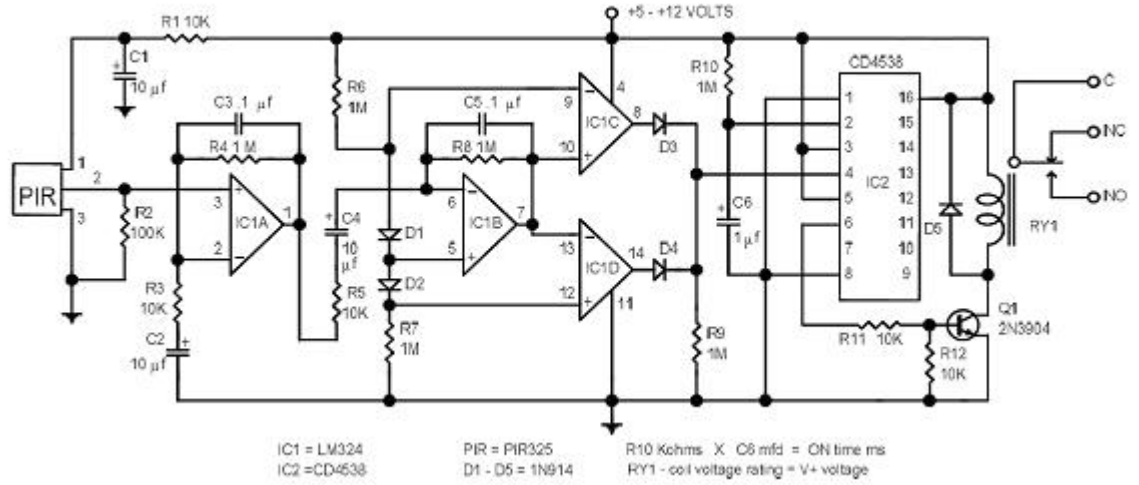 +5 - +12 VOLTS
R1 10K
C1
+
10 µf
R6
1M
R10
1M
CD4538
C3 .1 µf
C5 .1 µf
R4 1 M
R8 1M
9
4
IC1C
8
10
D3
1
2
3
4
5
6
7
8
16
15
14
13
12
11
10
9
IC2
C
NC
NO
PIR
1
2
3
R2
100K
3
2
IC1A
1
+
C4
10
µf
R5
10K
6
5
IC1B
7
D1
D2
13
12
IC1D
14
11
D4
+
C6
1µf
D5
RY1
R3
10K
C2
10 µf
+
R7
1M
R9
1M
R11 10K
R12
10K
Q1
2N3904
IC1 = LM324
PIR = PIR325
R10 Kohms X C6 mfd = ON time ms
IC2 =CD4538
D1 - D5 = 1N914
RY1 - coil voltage rating = V+ voltage